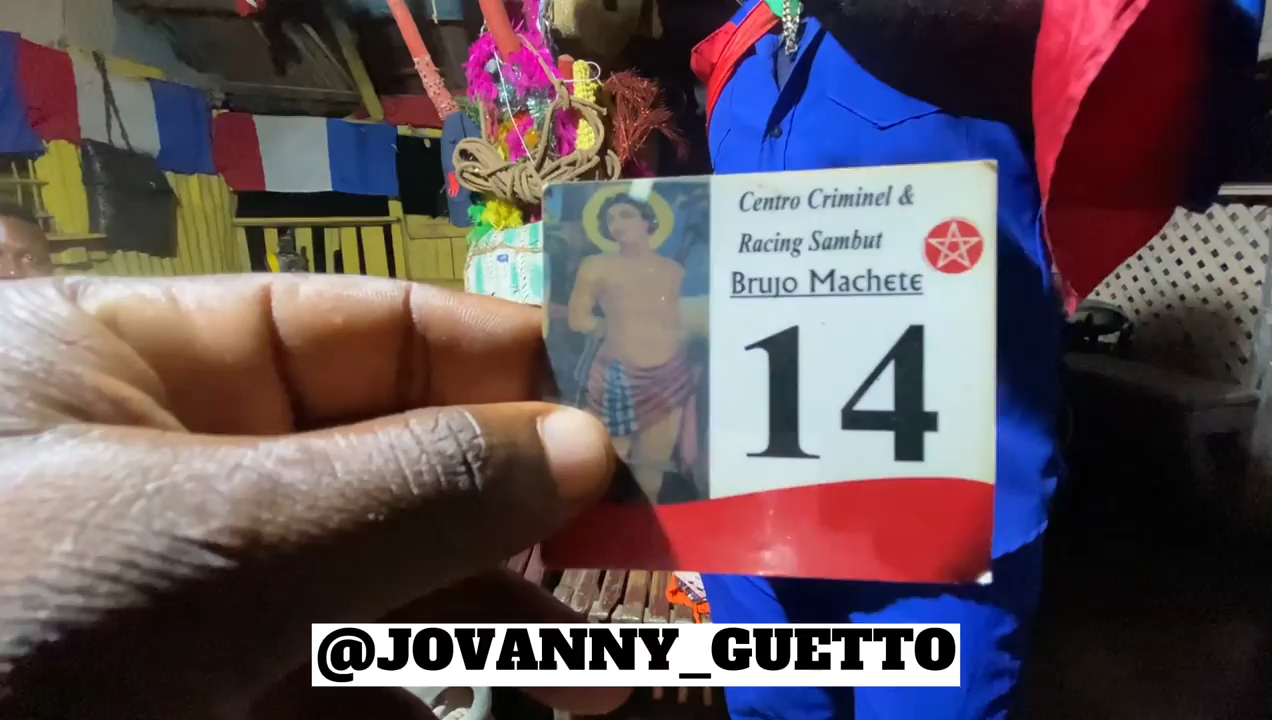 Centro Criminel &
Racing Sambut
Brujo Machete
14
@JOVANNY_GUETTO